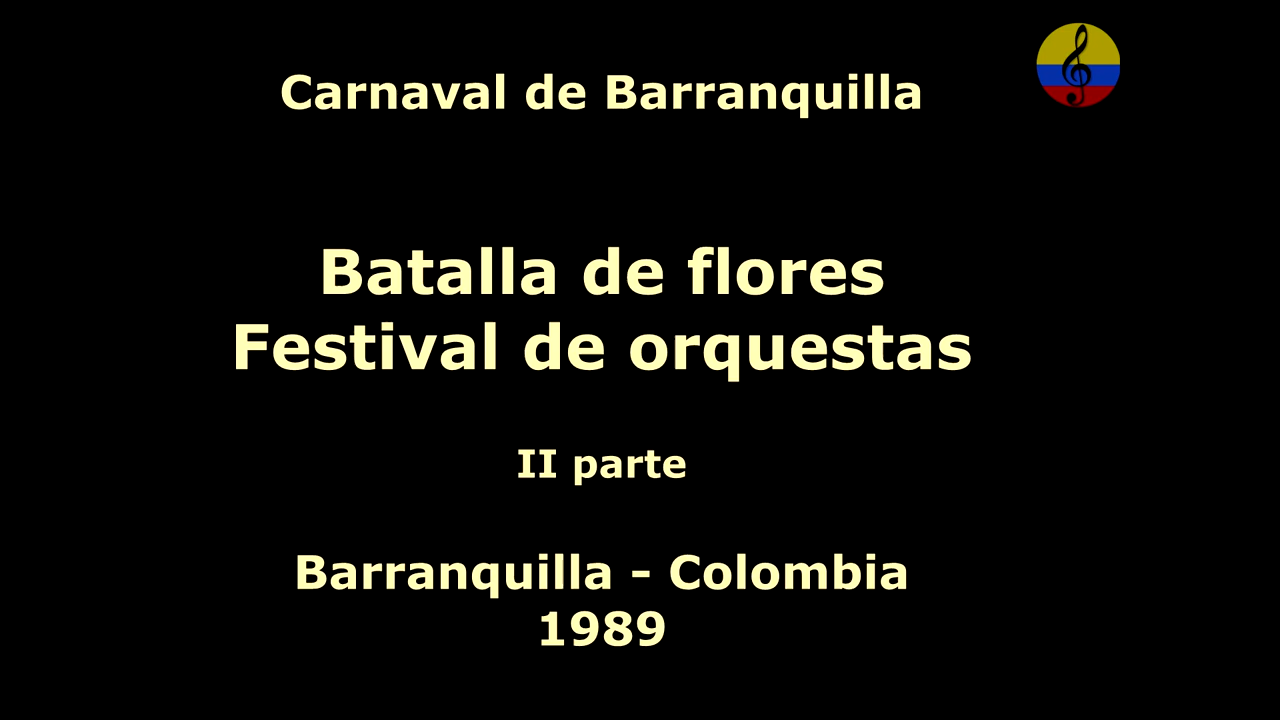 Carnaval de Barranquilla
Batalla de flores
Festival de orquestas
II parte
Barranquilla - Colombia
1989